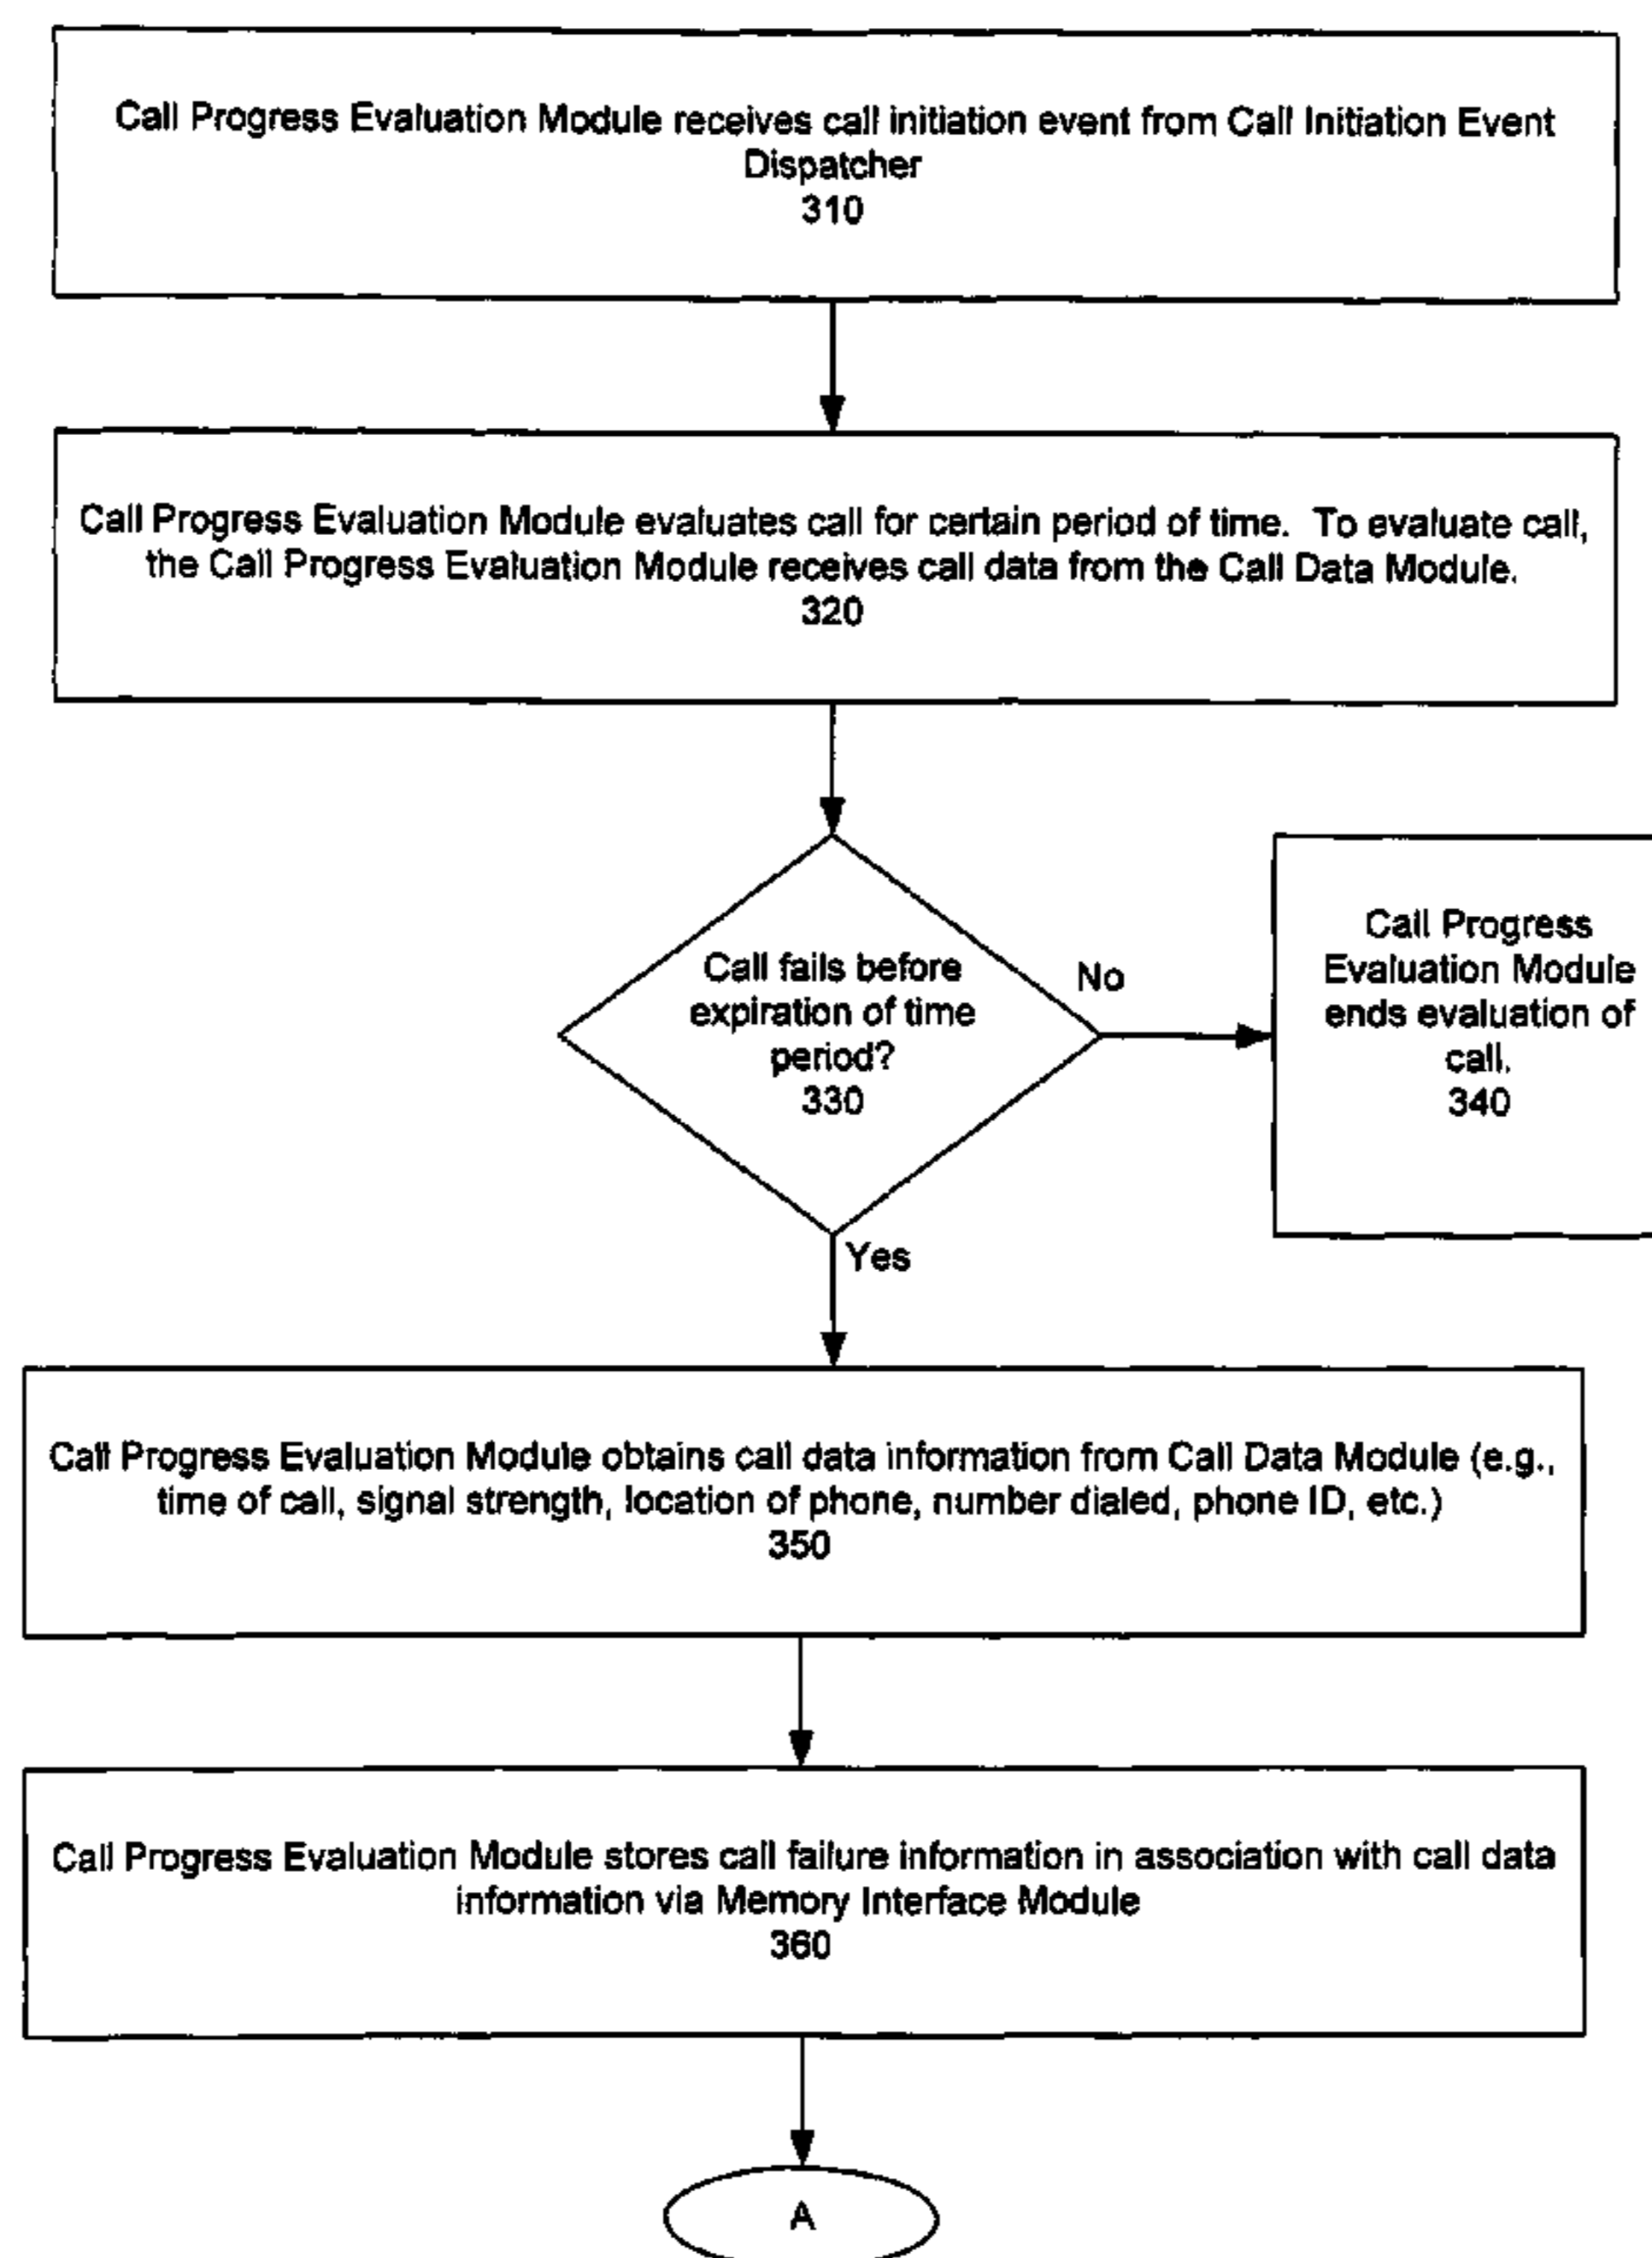 Call Progress Evaluation Module receives call initiation event from Call Initiation Event
Dispatcher
310
Call Progress Evaluation Module evaluates call for certain period of time. To evaluate call,
the Call Progress Evaluation Module receives call data from the Call Data Module.
320
Call fails before
expiration of time
period?
330
No
Call Progress
Evaluation Module
ends evaluation of
call.
340
Yes
Call Progress Evaluation Module obtains call data information from Call Data Module (e.g.,
time of call, signal strength, location of phone, number dialed, phone ID, etc.)
350
Call Progress Evaluation Module stores call failure information in association with call data
information via Memory Interface Module
360
A